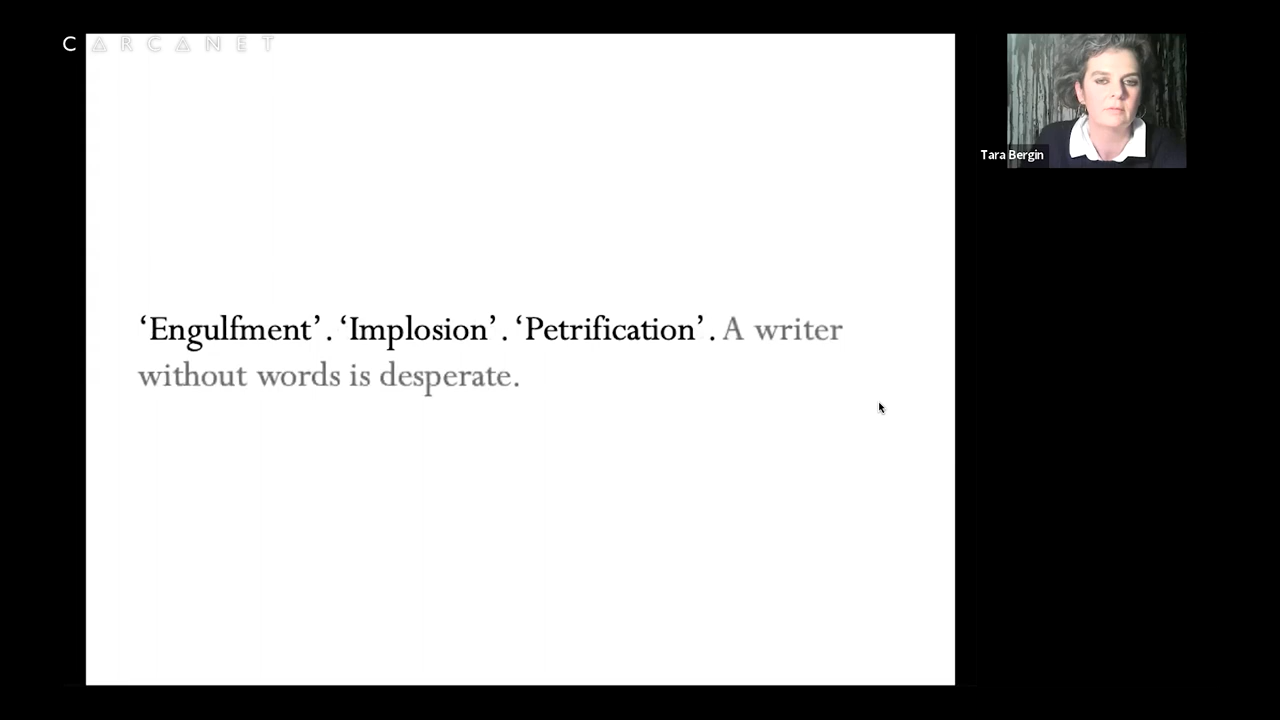 CARCANET
‘Engulfment’. ‘Implosion’. ‘Petrification’. A writer
without words is desperate.
Tara Bergin